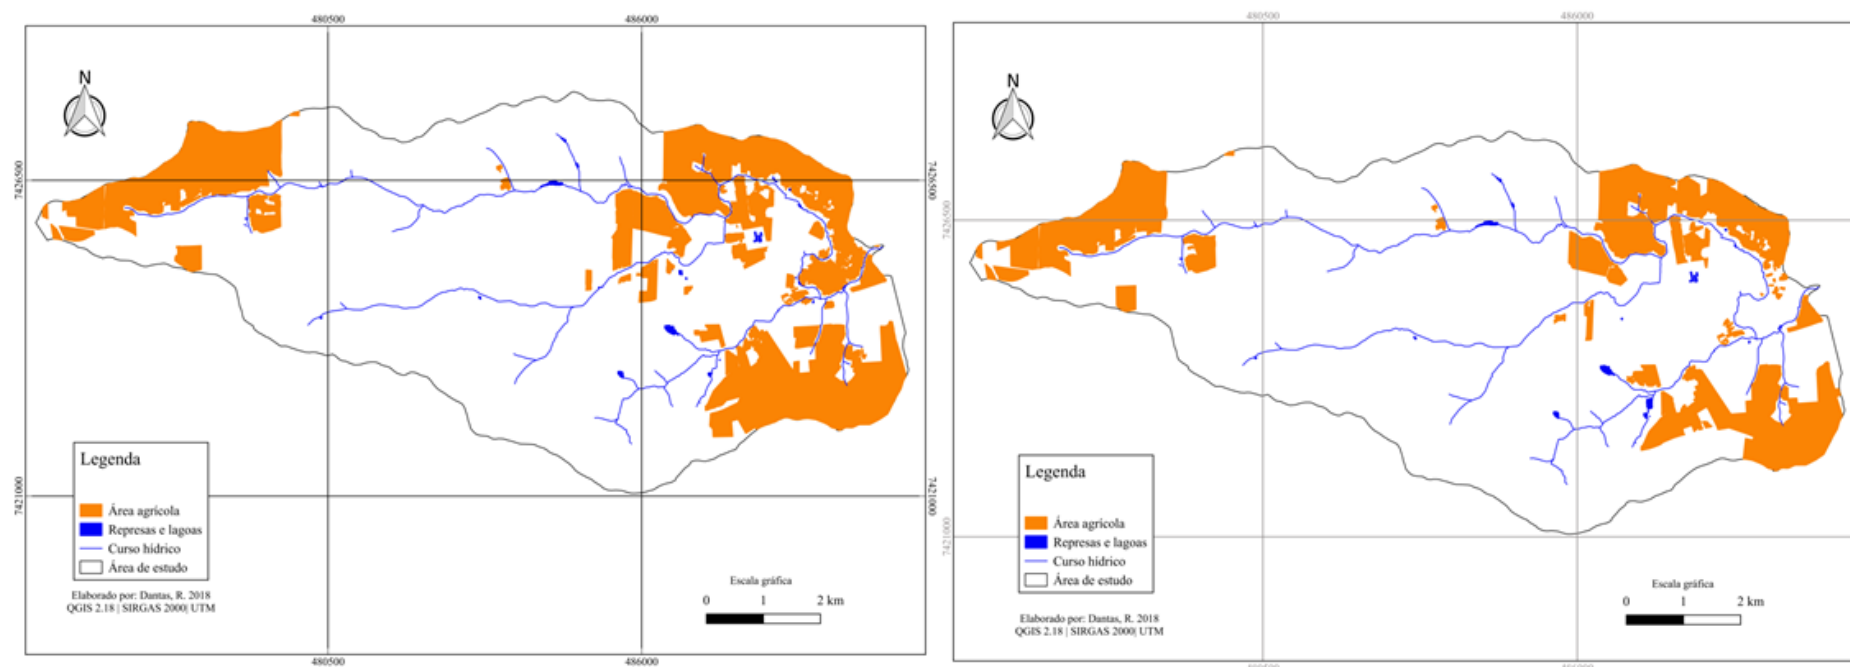 480500
486000
N
7426500
7426500
7421000
7421000
Legenda
Área agrícola
Represas e lagoas
Curso hídrico
Área de estudo
Elaborado por: Dantas, R. 2018
QGIS 2.18 | SIRGAS 2000| UTM
Escala gráfica
0 1 2 km
480500
486000
480500
486000
N
7426500
7421000
Legenda
Área agrícola
Represas e lagoas
Curso hídrico
Área de estudo
Elaborado por: Dantas, R. 2018
QGIS 2.18 | SIRGAS 2000| UTM
Escala gráfica
0 1 2 km
480500
486000